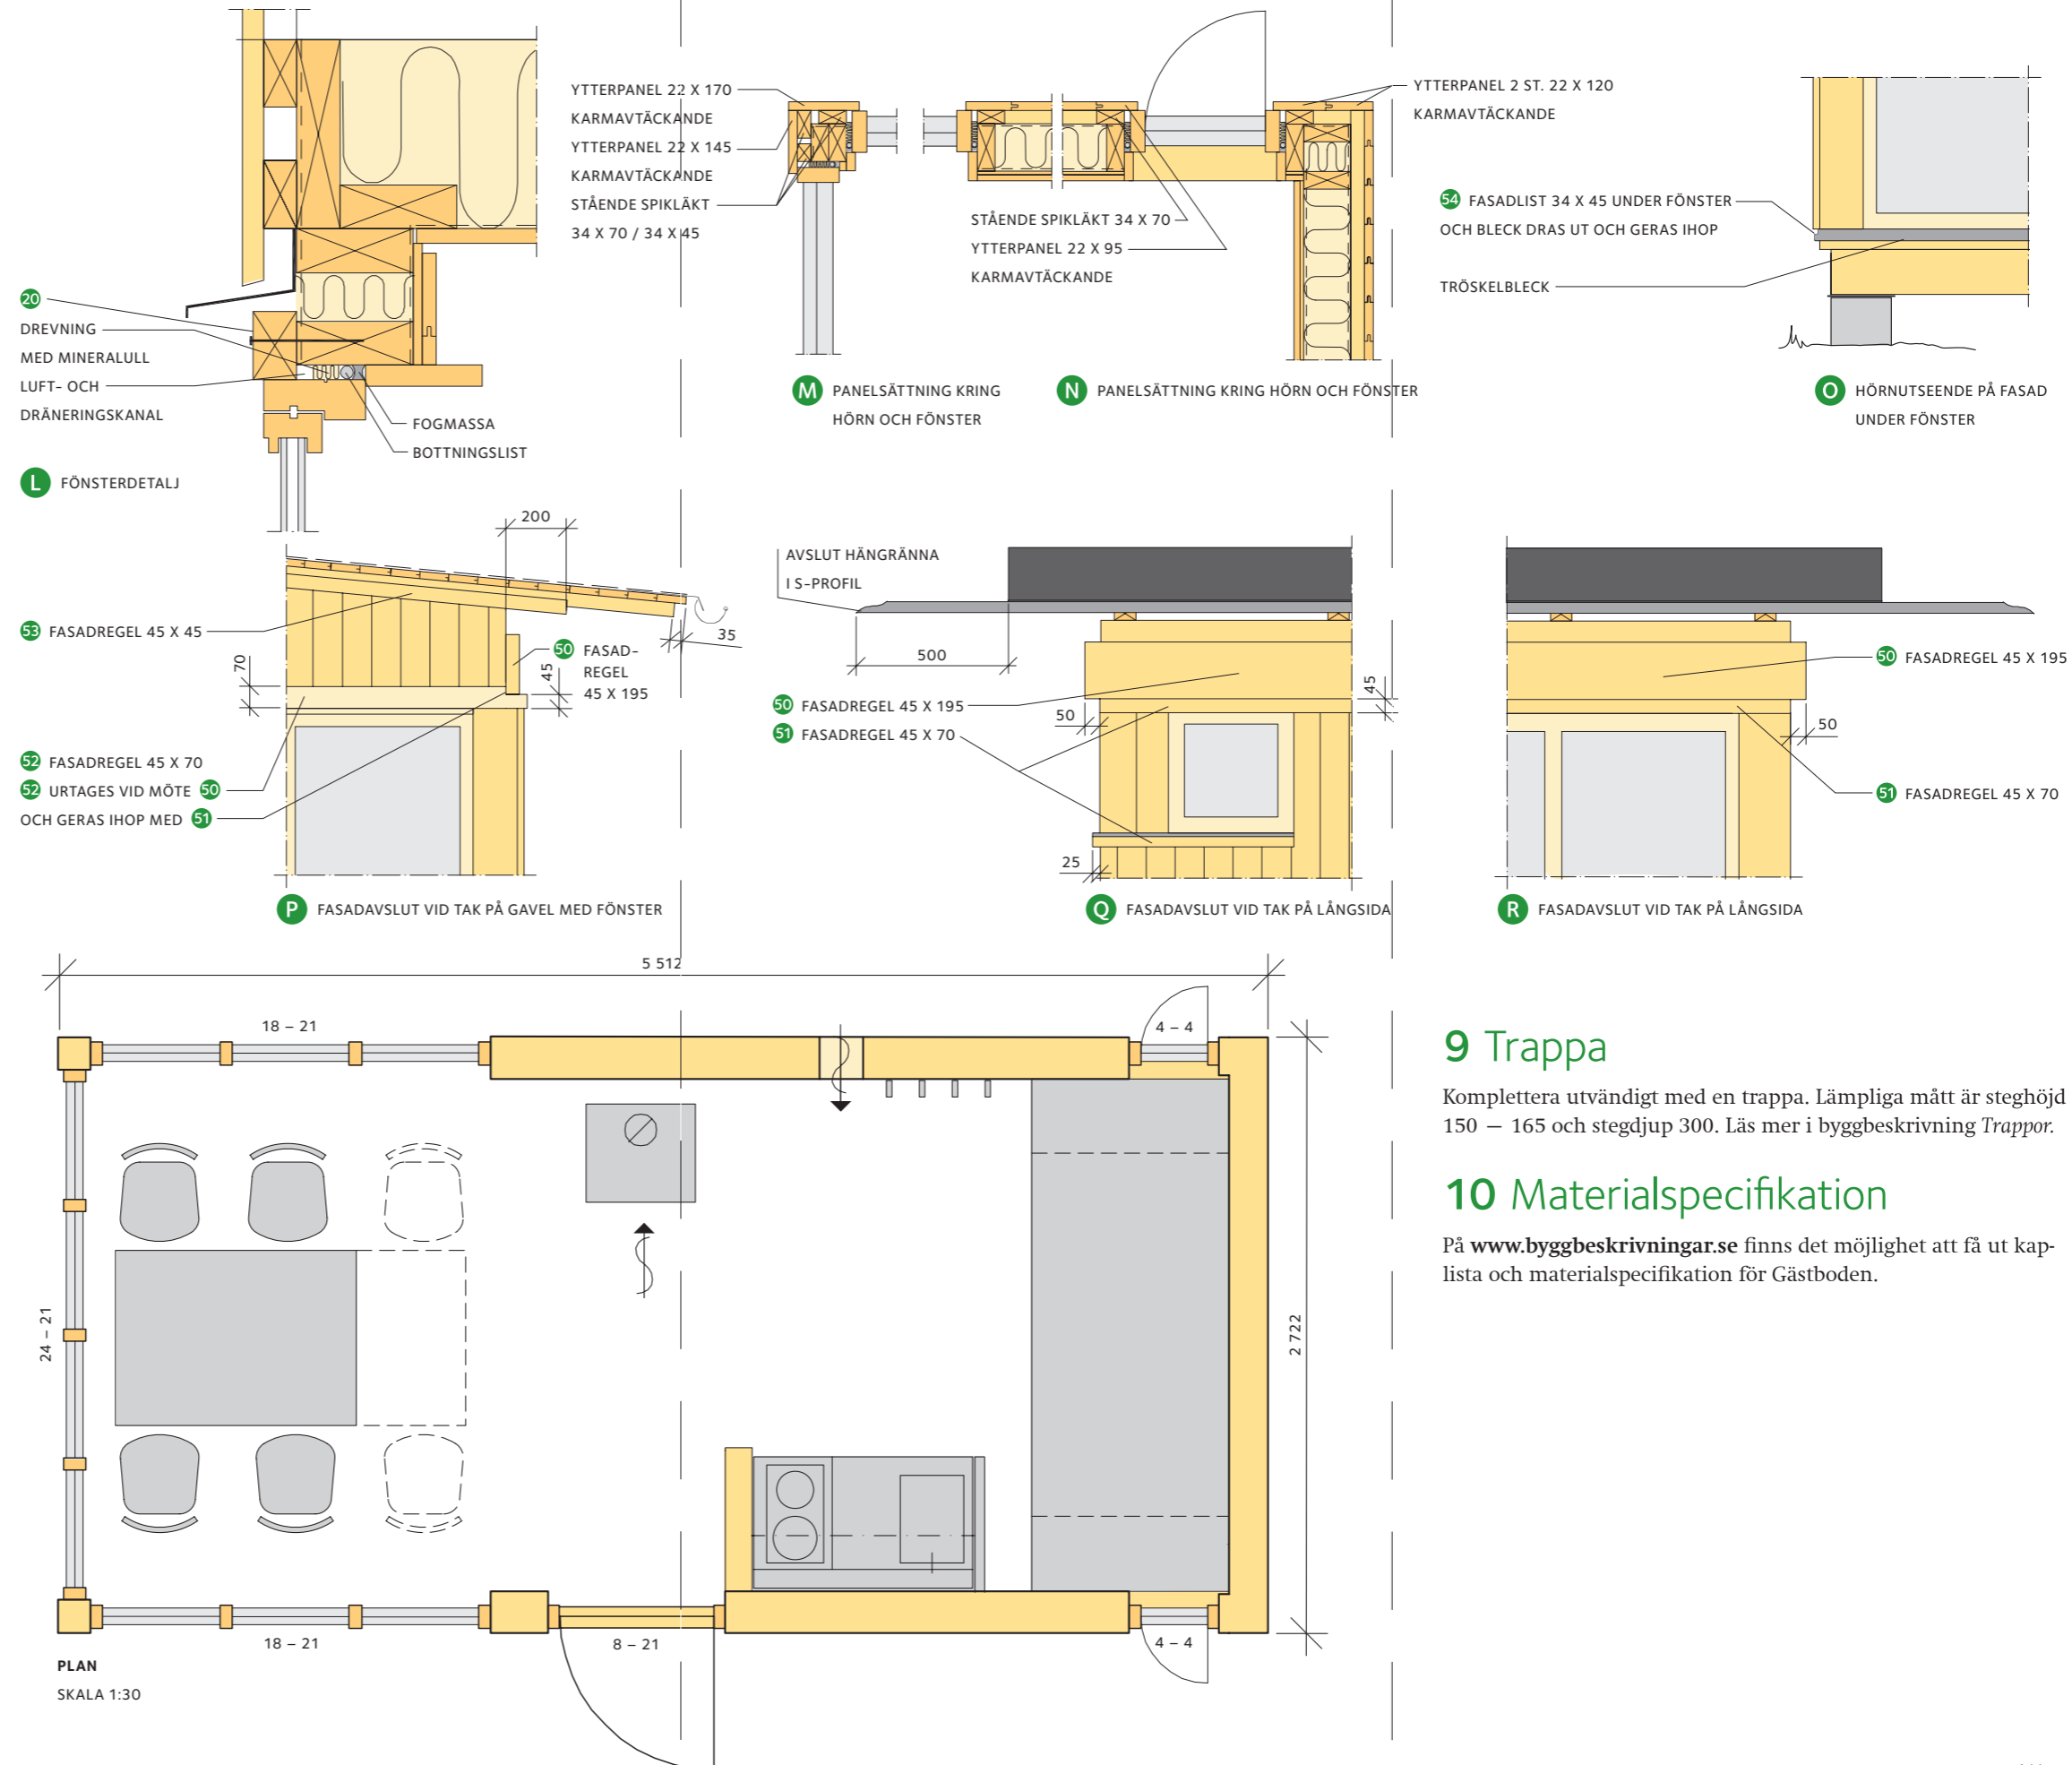 YTTERPANEL 22 X 170
KARMAVTÄCKANDE
YTTERPANEL 22 X 145
KARMAVTÄCKANDE
STÅENDE SPIKLÄKT
34 X 70 / 34 X 45
20
DREVNING
MED MINERALULL
LUFT- OCH
DRÄNERINGSKANAL
FOGMASSA
BOTTNINGSLIST
L FÖNSTERDETALJ
STÅENDE SPIKLÄKT 34 X 70
YTTERPANEL 22 X 95
KARMAVTÄCKANDE
M PANELSÄTTNING KRING
HÖRN OCH FÖNSTER
N PANELSÄTTNING KRING HÖRN OCH FÖNSTER
YTTERPANEL 2 ST. 22 X 120
KARMAVTÄCKANDE
54 FASADLIST 34 X 45 UNDER FÖNSTER
OCH BLECK DRAS UT OCH GERAS IHOP
TRÖSKELBLECK
O HÖRNUTSEENDE PÅ FASAD
UNDER FÖNSTER
200
53 FASADREGEL 45 X 45
35
70
50 FASAD-
REGEL
45 X 195
45
52 FASADREGEL 45 X 70
52 URTAGES VID MÖTE 50
OCH GERAS IHOP MED 51
P FASADAVSLUT VID TAK PÅ GAVEL MED FÖNSTER
AVSLUT HÄNGRÄNNA
I S-PROFIL
500
50 FASADREGEL 45 X 195
51 FASADREGEL 45 X 70
50
45
25
Q FASADAVSLUT VID TAK PÅ LÅNGSIDA
50 FASADREGEL 45 X 195
50
51 FASADREGEL 45 X 70
R FASADAVSLUT VID TAK PÅ LÅNGSIDA
5 512
18 – 21
4 – 4
24 – 21
2 722
18 – 21
8 – 21
4 – 4
PLAN
SKALA 1:30
9 Trappa
Komplettera utvändigt med en trappa. Lämpliga mått är steghöjd
150 – 165 och stegdjup 300. Läs mer i byggbeskrivning Trappor.
10 Materialspecifikation
På www.byggbeskrivningar.se finns det möjlighet att få ut kap-
lista och materialspecifikation för Gästboden.